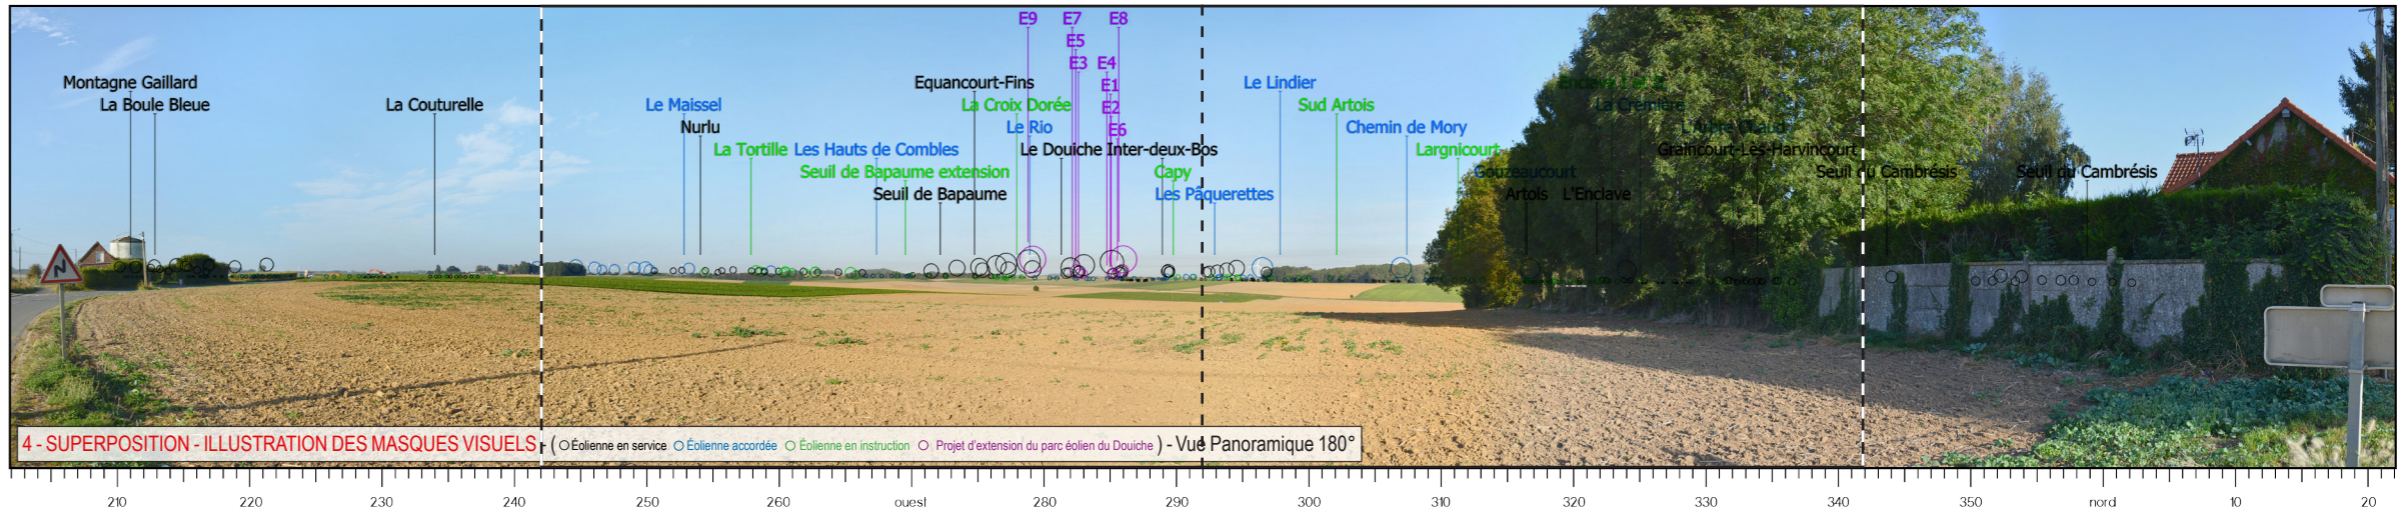 E9 E7 E8
E5
E3 E4
Montagne Gaillard Equancourt-Fins E1 Le Lindier
La Boule Bleue La Couturelle Le Maissel La Croix Dorée E2 Sud Artois La Crémière
Nurlu Le Rio E6 Chemin de Mory
La Tortille Les Hauts de Combles Le Douiche Inter-deux-Bos Largnicourt Graincourt-Lès-Harvincourt
Seuil de Bapaume extension Capy Gouzeaucourt Seuil du Cambrésis Seuil du Cambrésis
Seuil de Bapaume Les Pâquerettes Artois L'Enclave
4 - SUPERPOSITION - ILLUSTRATION DES MASQUES VISUELS - ( Éolienne en service Éolienne accordée Éolienne en instruction Projet d'extension du parc éolien du Douiche ) - Vue Panoramique 180°
210 220 230 240 250 260 ouest 280 290 300 310 320 330 340 350 nord 10 20